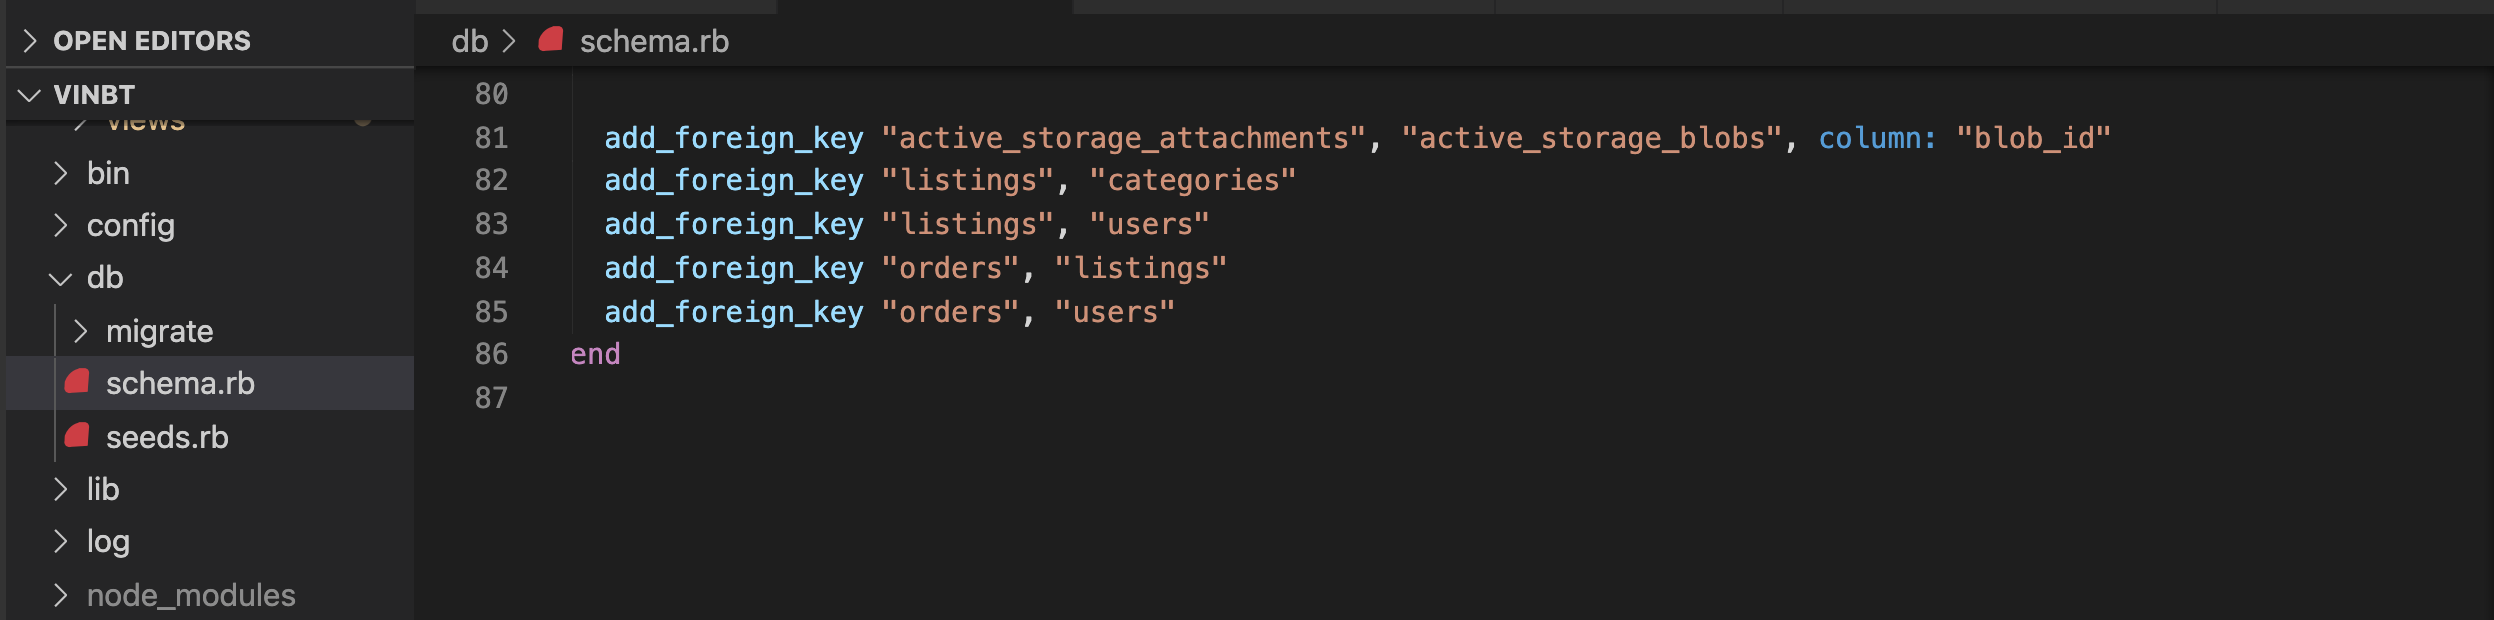 OPEN EDITORS
VINBT
views
bin
config
db
migrate
schema.rb
seeds.rb
lib
log
node_modules
db > schema.rb
80
81 add_foreign_key "active_storage_attachments", "active_storage_blobs", column: "blob_id"
82 add_foreign_key "listings", "categories"
83 add_foreign_key "listings", "users"
84 add_foreign_key "orders", "listings"
85 add_foreign_key "orders", "users"
86 end
87